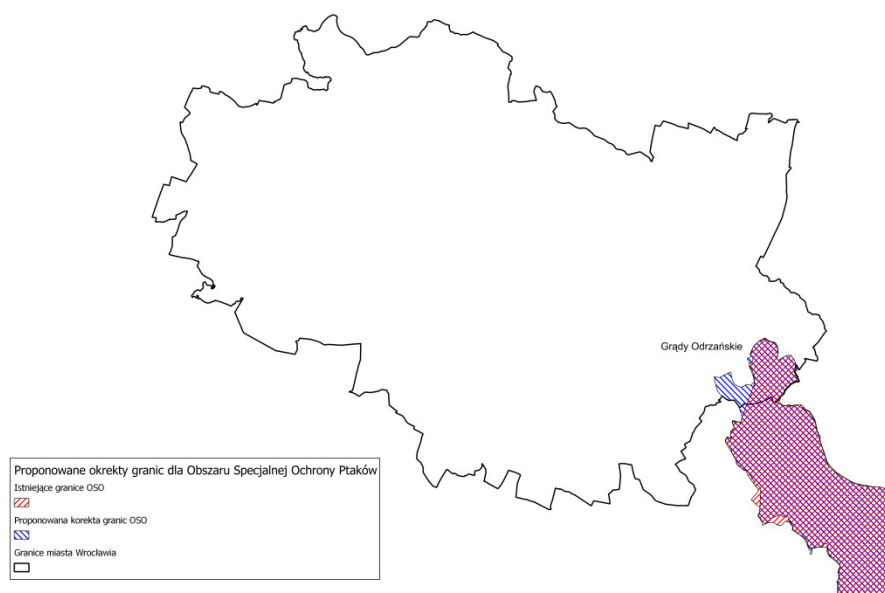 Grądy Odrzańskie
Proponowane okrekty granic dla Obszaru Specjalnej Ochrony Ptaków
Istniejące granice OSO
Proponowana korekta granic OSO
Granice miasta Wrocławia